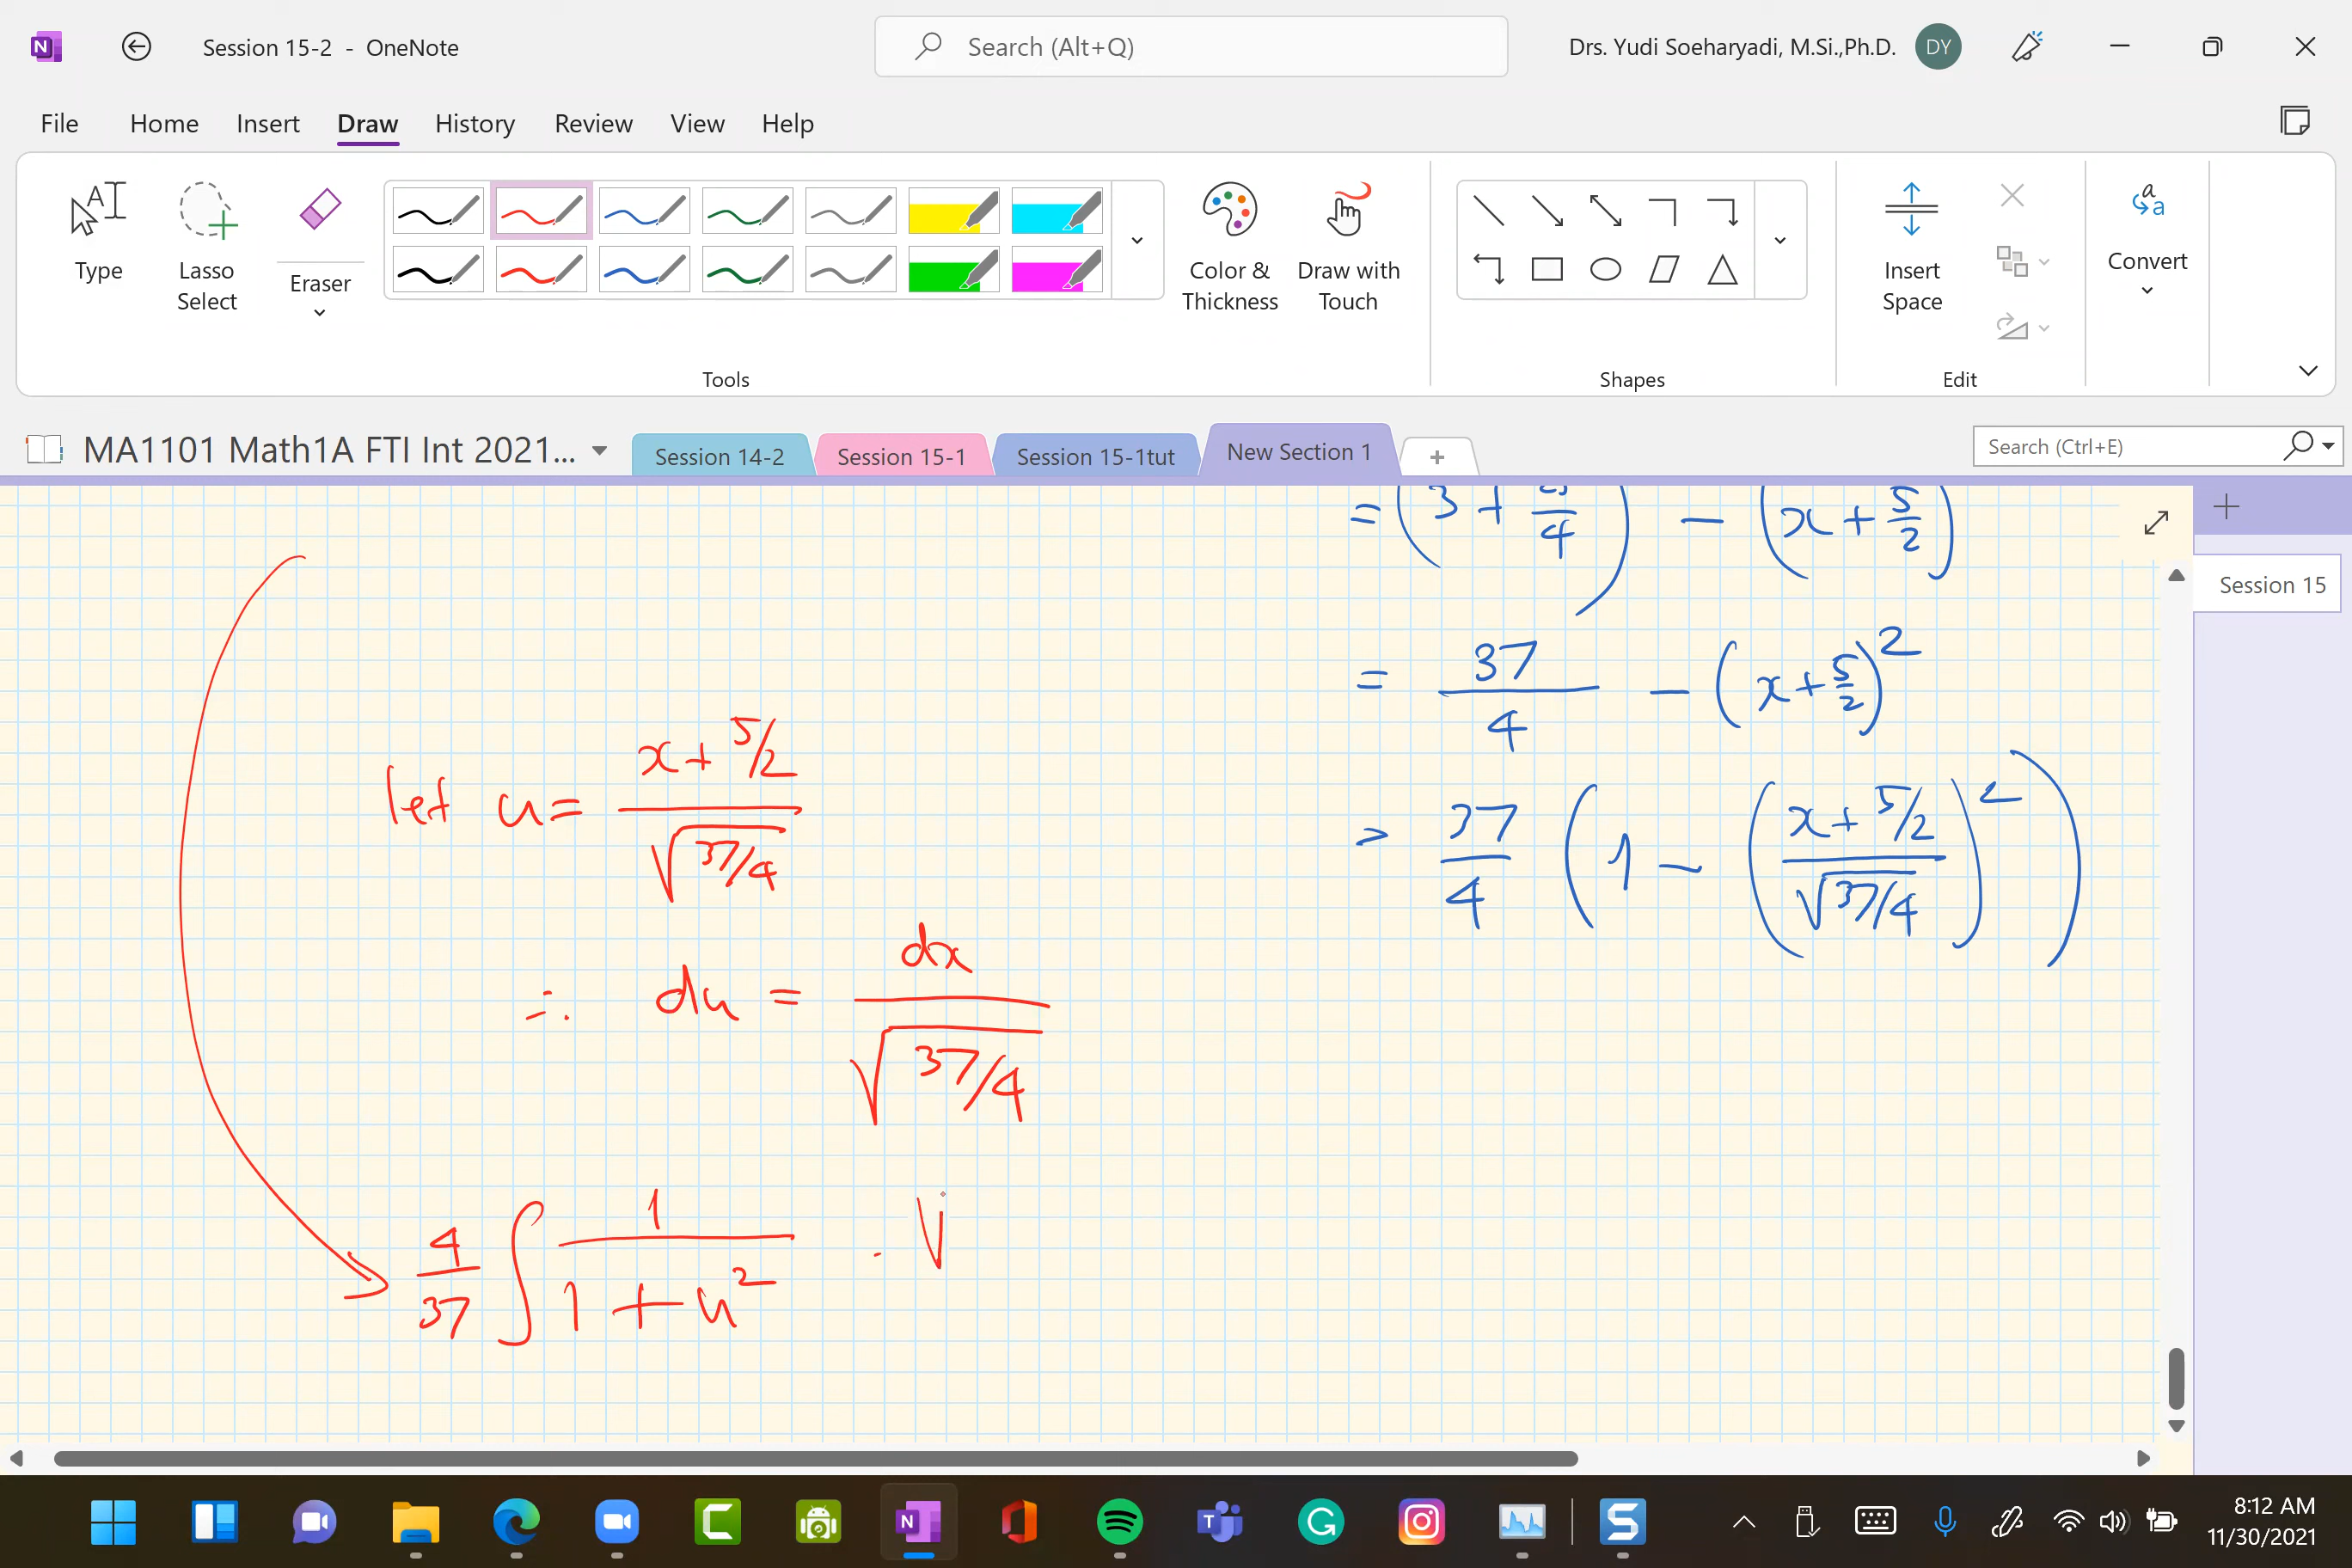 Session 15-2 - OneNote
Search (Alt+Q)
Drs. Yudi Soeharyadi, M.Si.,Ph.D.
DY
File Home Insert Draw History Review View Help
Type
Lasso Select
Eraser
Color & Thickness
Draw with Touch
Insert Space
Convert
Tools
Shapes
Edit
MA1101 Math1A FTI Int 2021...
Session 14-2
Session 15-1
Session 15-1tut
New Section 1
Search (Ctrl+E)
Session 15
= 37/4 - (x + 5/2)^2
= 37/4 (1 - ((x + 5/2)/√(37/4))^2)
let u = (x + 5/2)/√(37/4)
∴ du = dx/√(37/4)
4/37 ∫ 1/(1 + u^2) . √
8:12 AM
11/30/2021